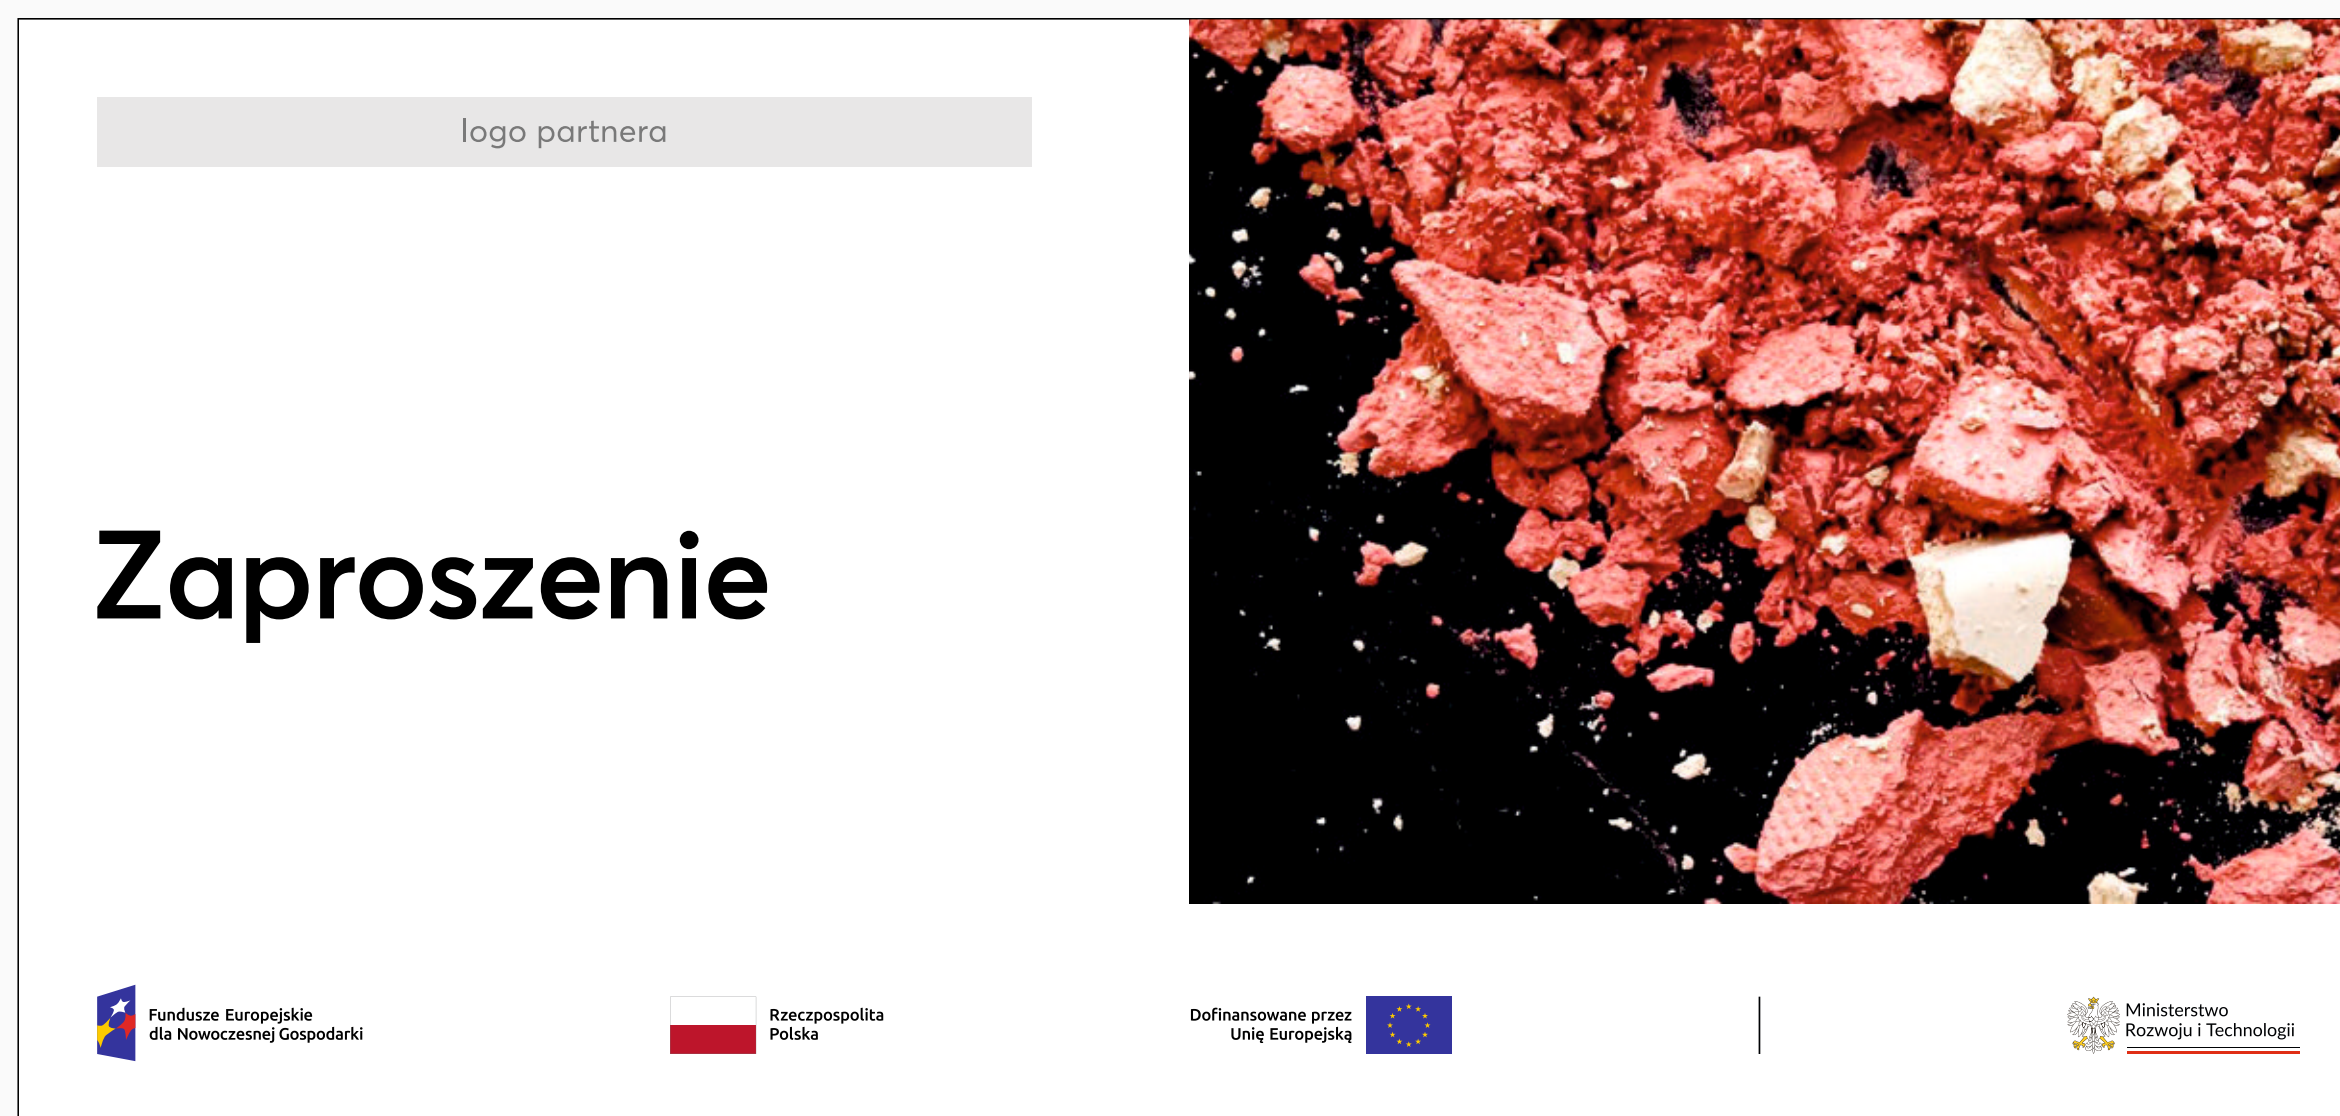 logo partnera
Zaproszenie
Fundusze Europejskie
dla Nowoczesnej Gospodarki
Rzeczpospolita
Polska
Dofinansowane przez
Unię Europejską
Ministerstwo
Rozwoju i Technologii